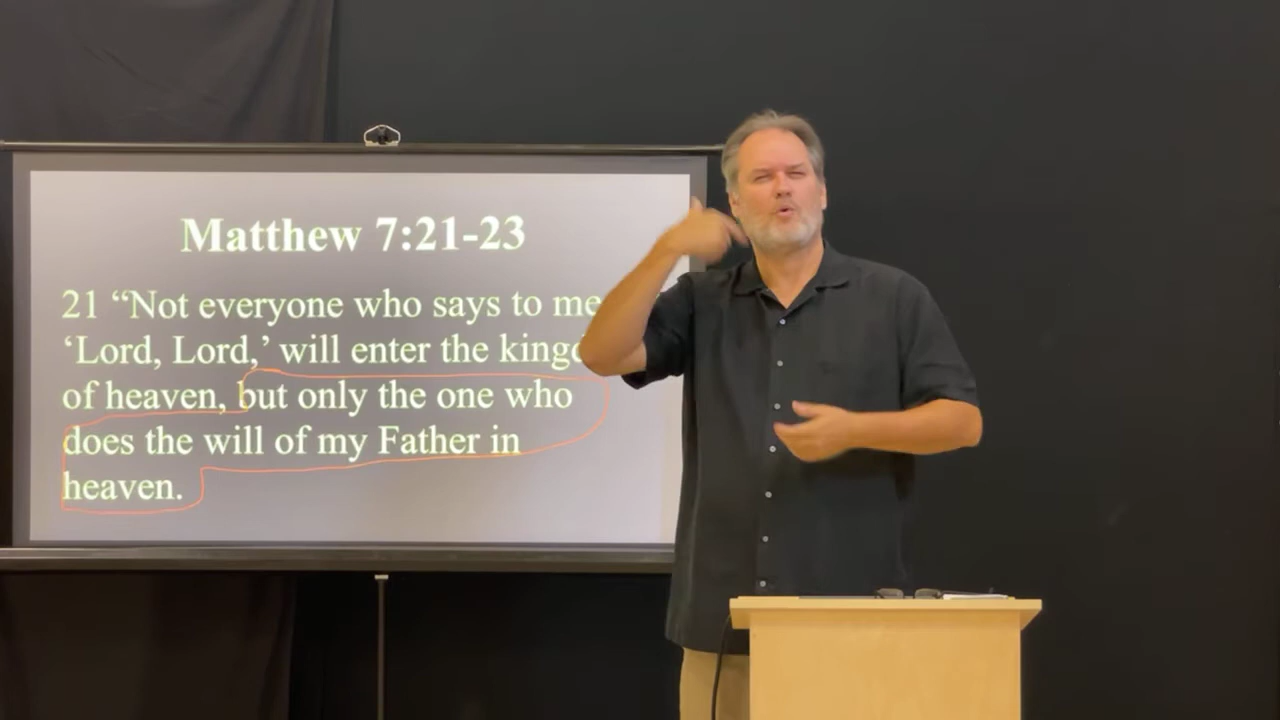 Matthew 7:21-23
21 “Not everyone who says to me
‘Lord, Lord,’ will enter the
of heaven, but only the one who
does the will of my Father in
heaven.